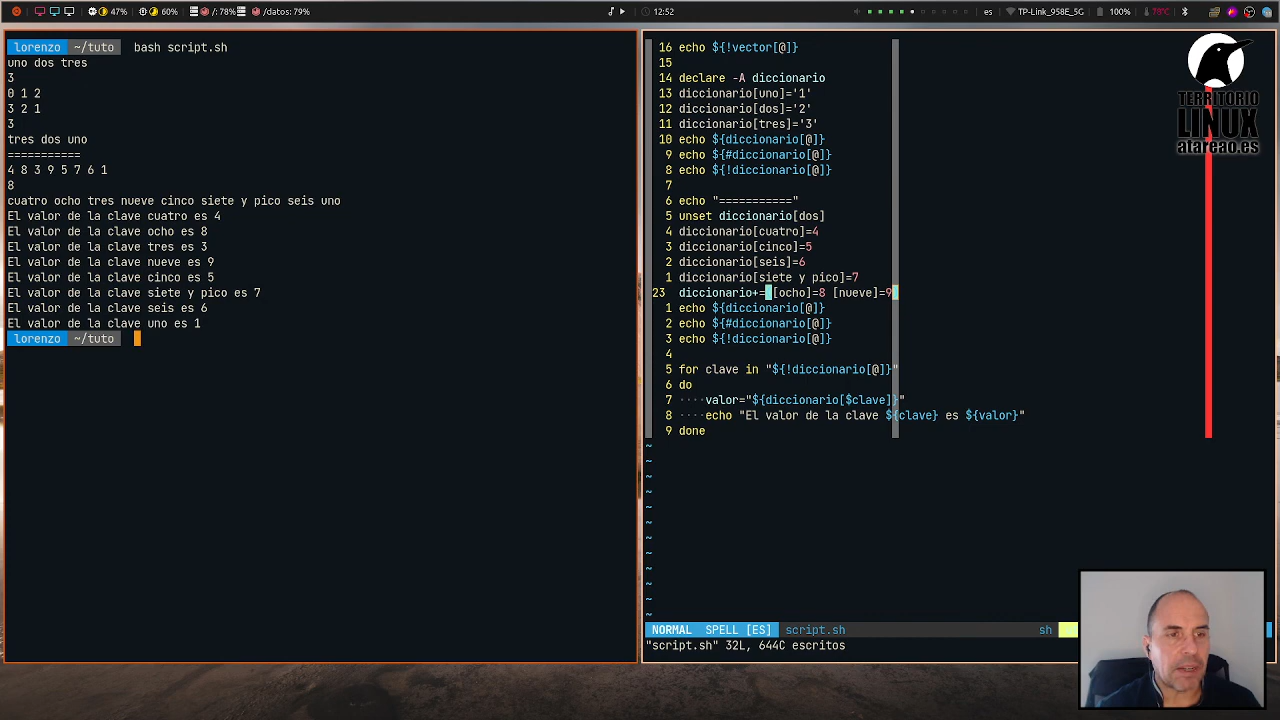 47% 60% /: 78% /datos: 79% 12:52 es TP-Link_958E_5G 100% 78°C
lorenzo ~/tuto bash script.sh
uno dos tres
3
0 1 2
3 2 1
3
tres dos uno
===========
4 8 3 9 5 7 6 1
8
cuatro ocho tres nueve cinco siete y pico seis uno
El valor de la clave cuatro es 4
El valor de la clave ocho es 8
El valor de la clave tres es 3
El valor de la clave nueve es 9
El valor de la clave cinco es 5
El valor de la clave siete y pico es 7
El valor de la clave seis es 6
El valor de la clave uno es 1
lorenzo ~/tuto
16 echo ${!vector[@]}
15
14 declare -A diccionario
13 diccionario[uno]='1'
12 diccionario[dos]='2'
11 diccionario[tres]='3'
10 echo ${diccionario[@]}
9 echo ${#diccionario[@]}
8 echo ${!diccionario[@]}
7
6 echo "==========="
5 unset diccionario[dos]
4 diccionario[cuatro]=4
3 diccionario[cinco]=5
2 diccionario[seis]=6
1 diccionario[siete y pico]=7
23 diccionario+=([ocho]=8 [nueve]=9)
1 echo ${diccionario[@]}
2 echo ${#diccionario[@]}
3 echo ${!diccionario[@]}
4
5 for clave in "${!diccionario[@]}"
6 do
7 ····valor="${diccionario[$clave]}"
8 ····echo "El valor de la clave ${clave} es ${valor}"
9 done
~
~
~
~
~
~
~
~
~
~
~
NORMAL SPELL [ES] script.sh sh
"script.sh" 32L, 644C escritos
TERRITORIO
LINUX
atareao.es